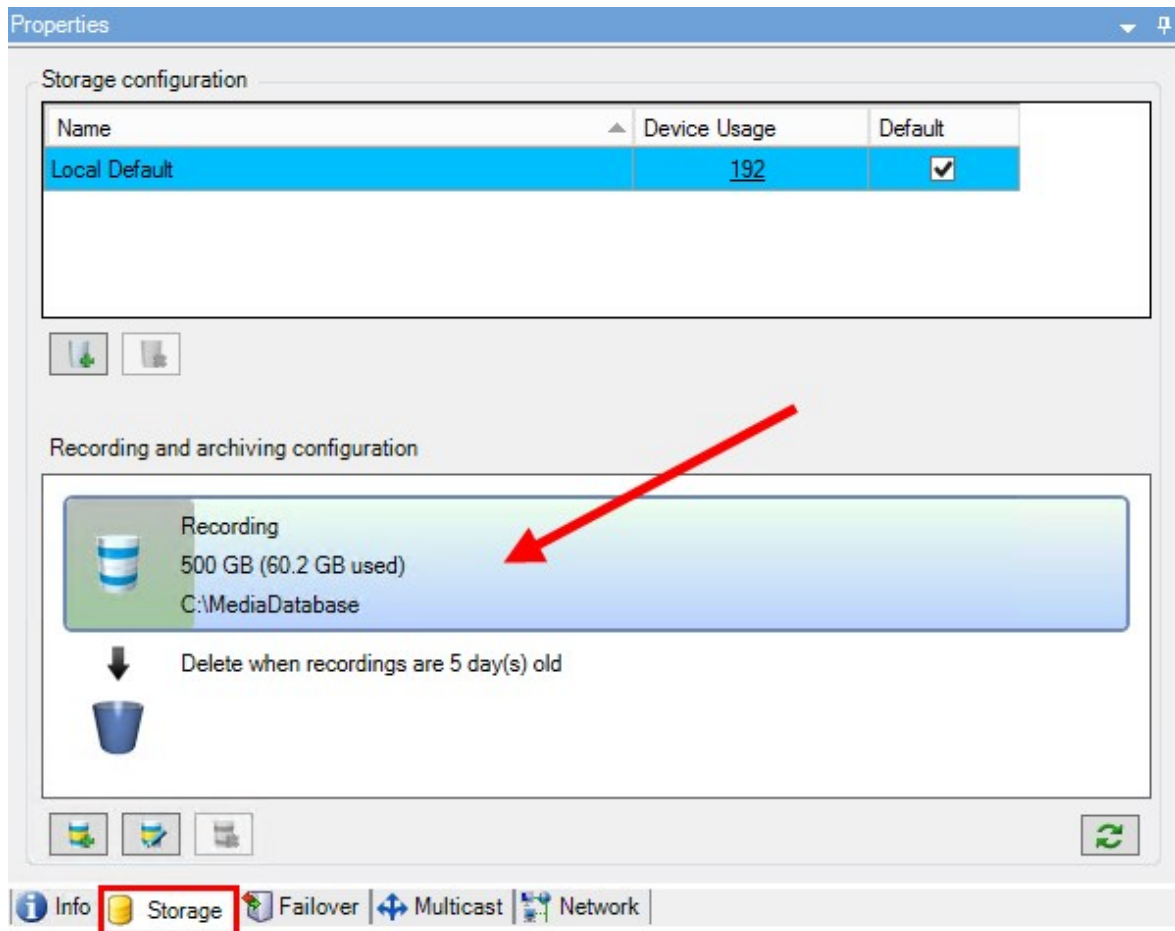 Properties
Storage configuration
Name Device Usage Default
Local Default 192
Recording and archiving configuration
Recording
500 GB (60.2 GB used)
C:\MediaDatabase
Delete when recordings are 5 day(s) old
Info Storage Failover Multicast Network